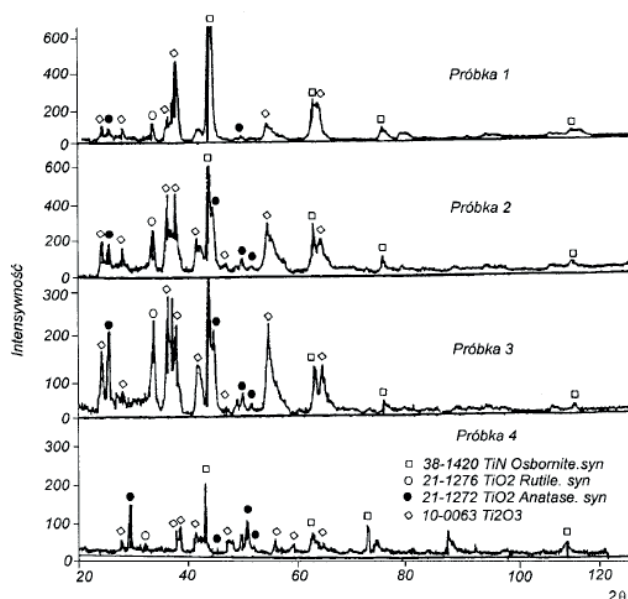 Intensywność
600
400
200
0
Próbka 1
600
400
200
0
Próbka 2
300
200
100
0
Próbka 3
300
200
100
0
Próbka 4
38-1420 TiN Osbornite.syn
21-1276 TiO2 Rutile. syn
21-1272 TiO2 Anatase. syn
10-0063 Ti2O3
20 40 60 80 100 120
2θ